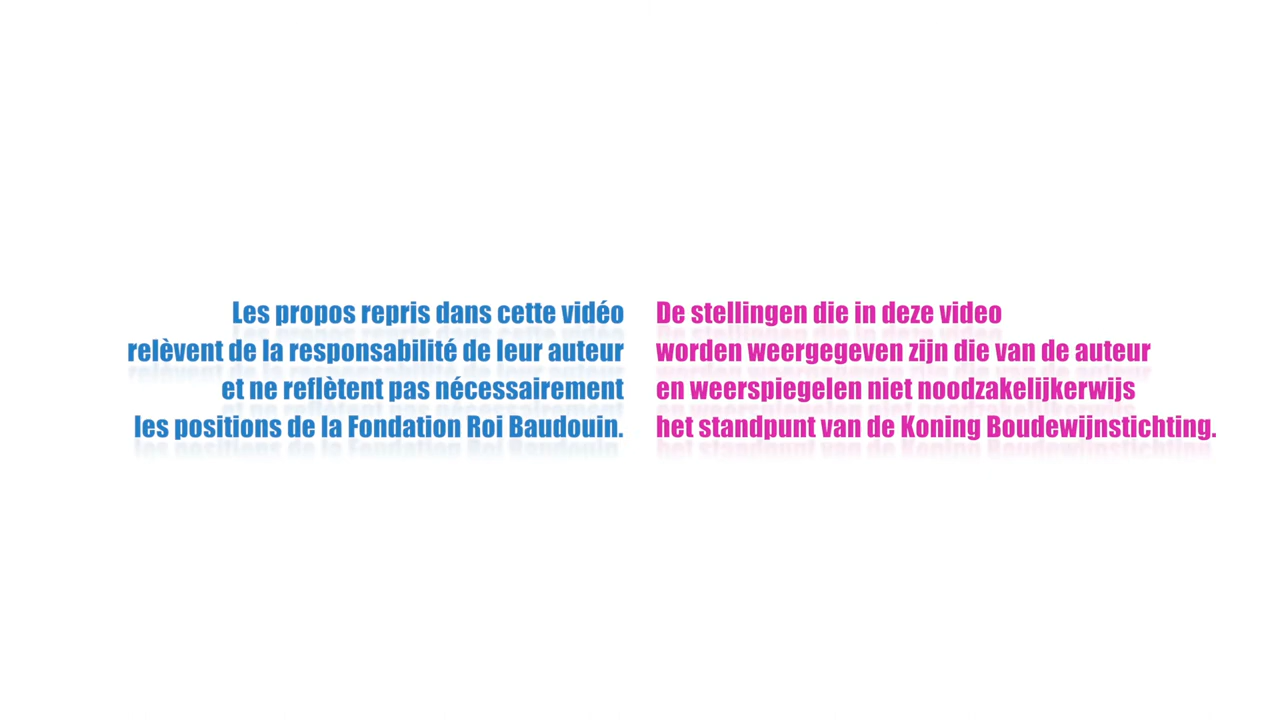 Les propos repris dans cette vidéo
relèvent de la responsabilité de leur auteur
et ne reflètent pas nécessairement
les positions de la Fondation Roi Baudouin.
De stellingen die in deze video
worden weergegeven zijn die van de auteur
en weerspiegelen niet noodzakelijkerwijs
het standpunt van de Koning Boudewijnstichting.